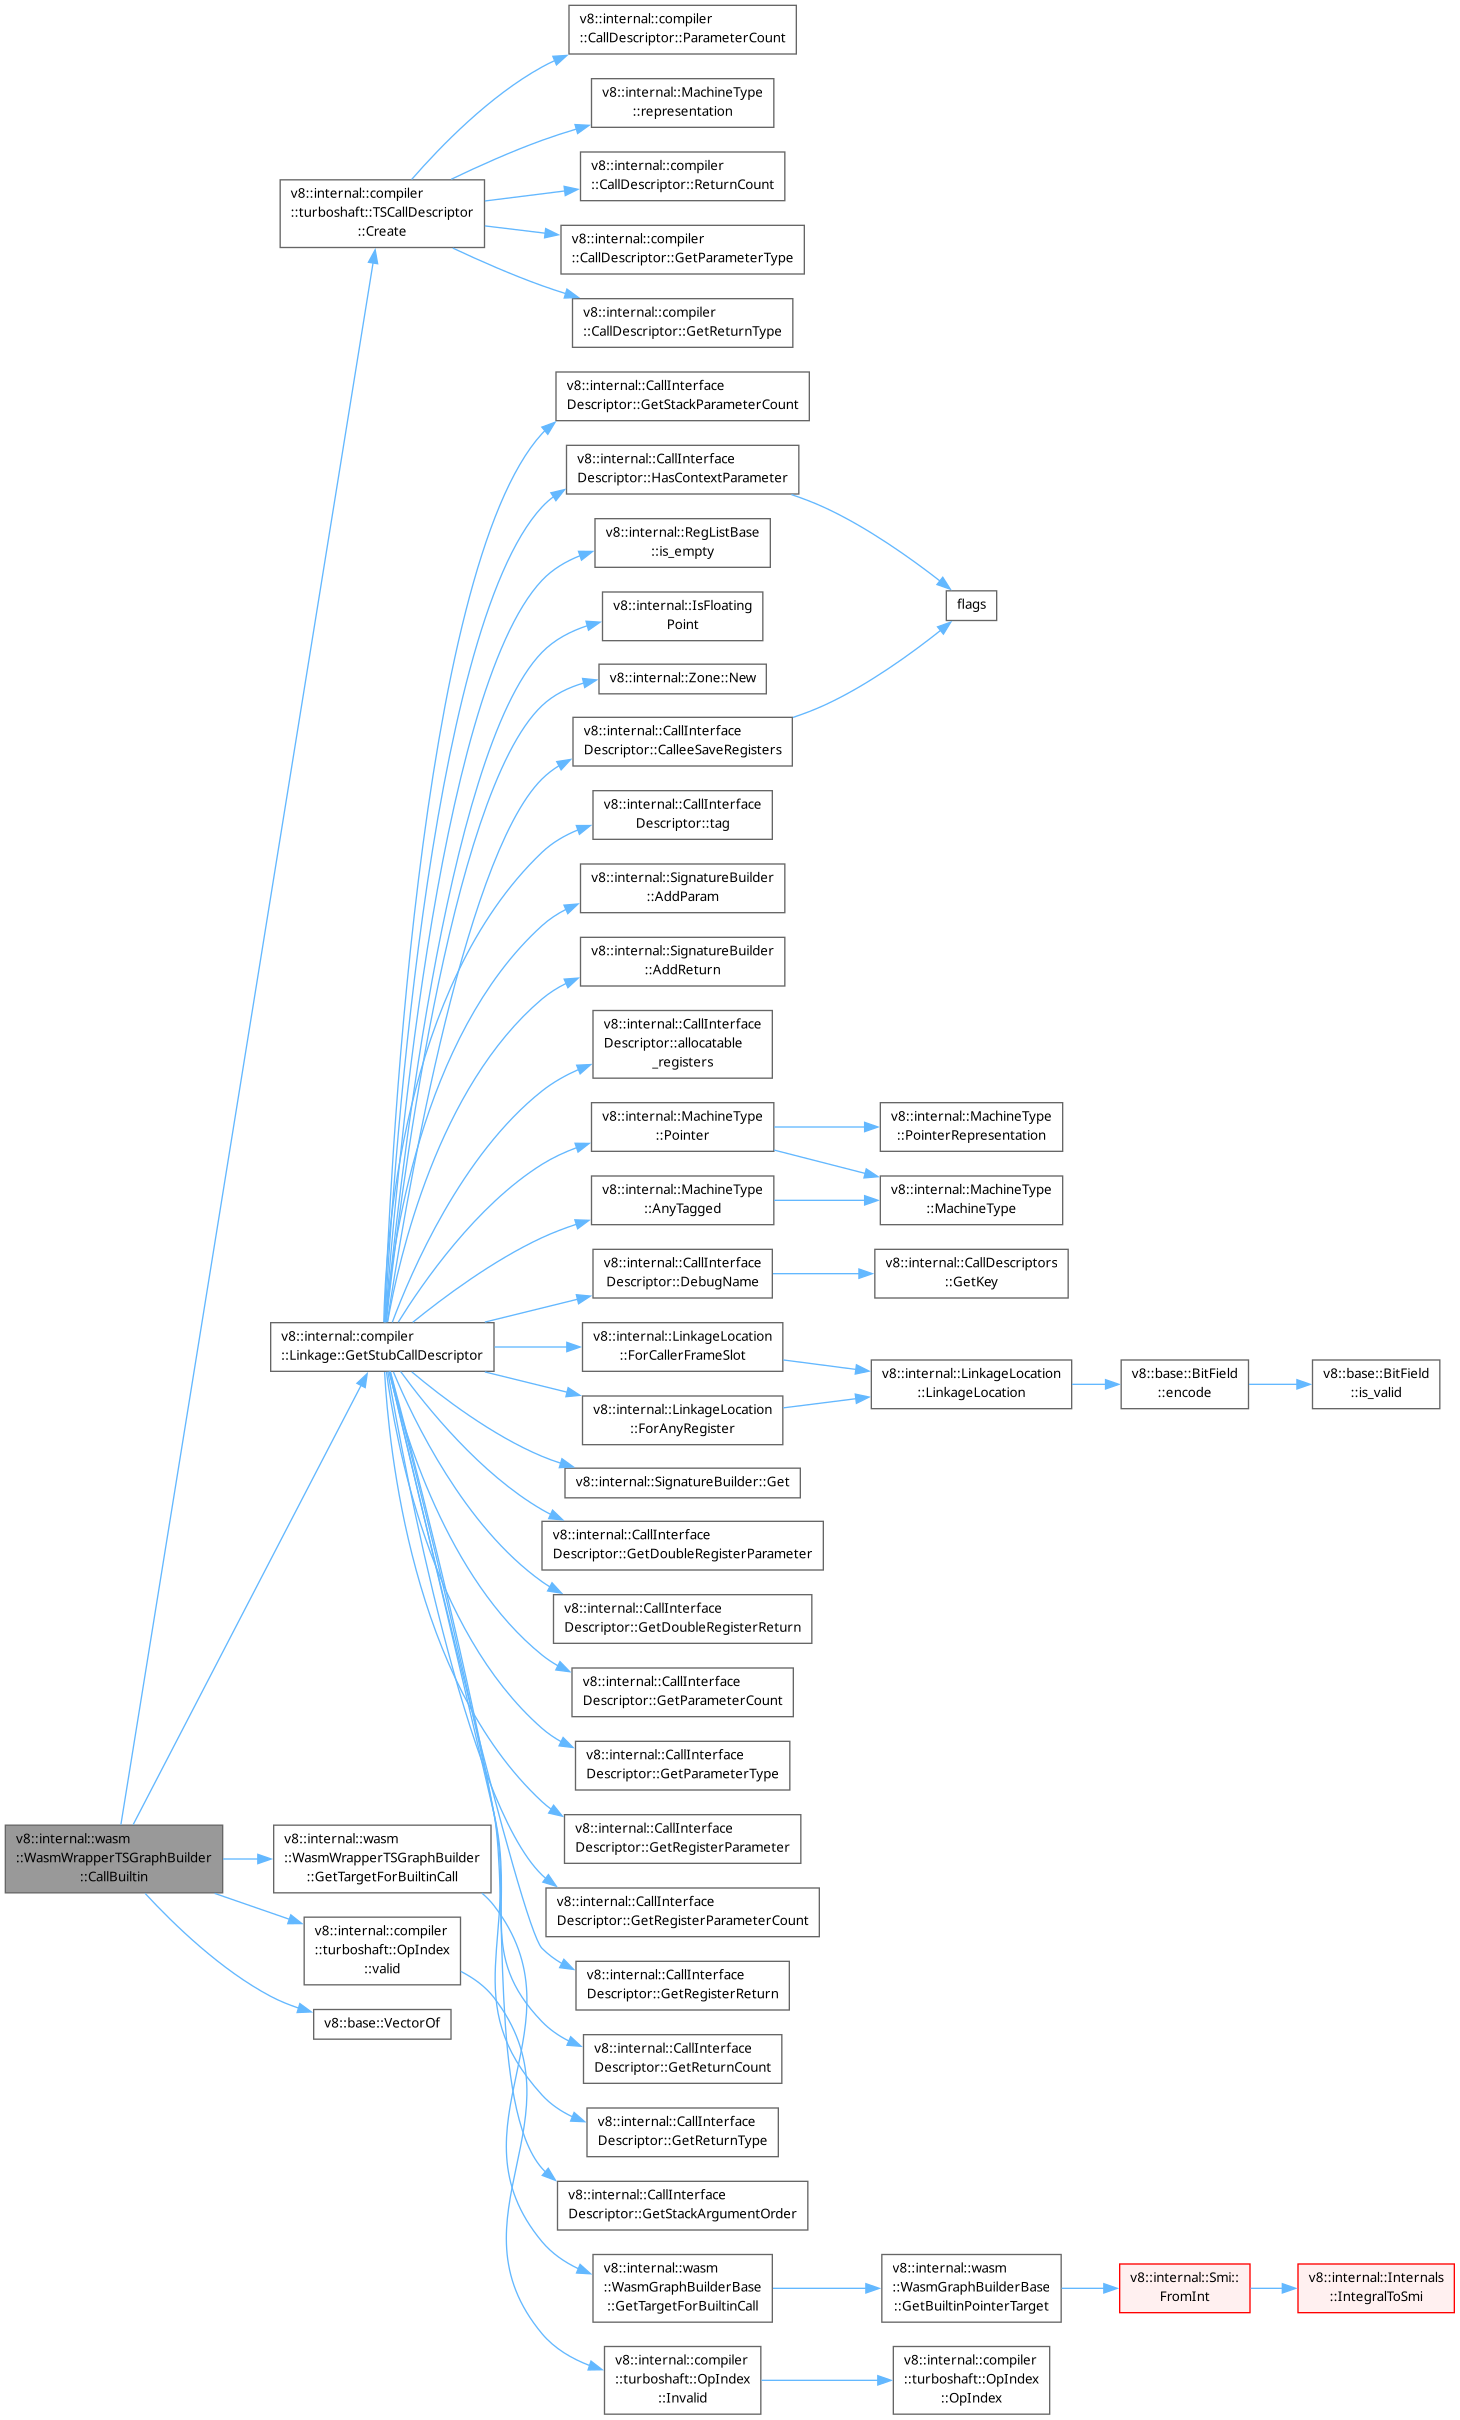 v8::internal::compiler
::CallDescriptor::ParameterCount
v8::internal::MachineType
::representation
v8::internal::compiler
::CallDescriptor::ReturnCount
v8::internal::compiler
::turboshaft::TSCallDescriptor
::Create
v8::internal::compiler
::CallDescriptor::GetParameterType
v8::internal::compiler
::CallDescriptor::GetReturnType
v8::internal::CallInterface
Descriptor::GetStackParameterCount
v8::internal::CallInterface
Descriptor::HasContextParameter
v8::internal::RegListBase
::is_empty
v8::internal::IsFloating
Point
flags
v8::internal::Zone::New
v8::internal::CallInterface
Descriptor::CalleeSaveRegisters
v8::internal::CallInterface
Descriptor::tag
v8::internal::SignatureBuilder
::AddParam
v8::internal::SignatureBuilder
::AddReturn
v8::internal::CallInterface
Descriptor::allocatable
_registers
v8::internal::MachineType
::Pointer
v8::internal::MachineType
::PointerRepresentation
v8::internal::MachineType
::AnyTagged
v8::internal::MachineType
::MachineType
v8::internal::CallInterface
Descriptor::DebugName
v8::internal::CallDescriptors
::GetKey
v8::internal::compiler
::Linkage::GetStubCallDescriptor
v8::internal::LinkageLocation
::ForCallerFrameSlot
v8::internal::LinkageLocation
::LinkageLocation
v8::base::BitField
::encode
v8::base::BitField
::is_valid
v8::internal::LinkageLocation
::ForAnyRegister
v8::internal::SignatureBuilder::Get
v8::internal::CallInterface
Descriptor::GetDoubleRegisterParameter
v8::internal::CallInterface
Descriptor::GetDoubleRegisterReturn
v8::internal::CallInterface
Descriptor::GetParameterCount
v8::internal::CallInterface
Descriptor::GetParameterType
v8::internal::CallInterface
Descriptor::GetRegisterParameter
v8::internal::wasm
::WasmWrapperTSGraphBuilder
::CallBuiltin
v8::internal::wasm
::WasmWrapperTSGraphBuilder
::GetTargetForBuiltinCall
v8::internal::CallInterface
Descriptor::GetRegisterParameterCount
v8::internal::compiler
::turboshaft::OpIndex
::valid
v8::internal::CallInterface
Descriptor::GetRegisterReturn
v8::base::VectorOf
v8::internal::CallInterface
Descriptor::GetReturnCount
v8::internal::CallInterface
Descriptor::GetReturnType
v8::internal::CallInterface
Descriptor::GetStackArgumentOrder
v8::internal::wasm
::WasmGraphBuilderBase
::GetTargetForBuiltinCall
v8::internal::wasm
::WasmGraphBuilderBase
::GetBuiltinPointerTarget
v8::internal::Smi::
FromInt
v8::internal::Internals
::IntegralToSmi
v8::internal::compiler
::turboshaft::OpIndex
::Invalid
v8::internal::compiler
::turboshaft::OpIndex
::OpIndex